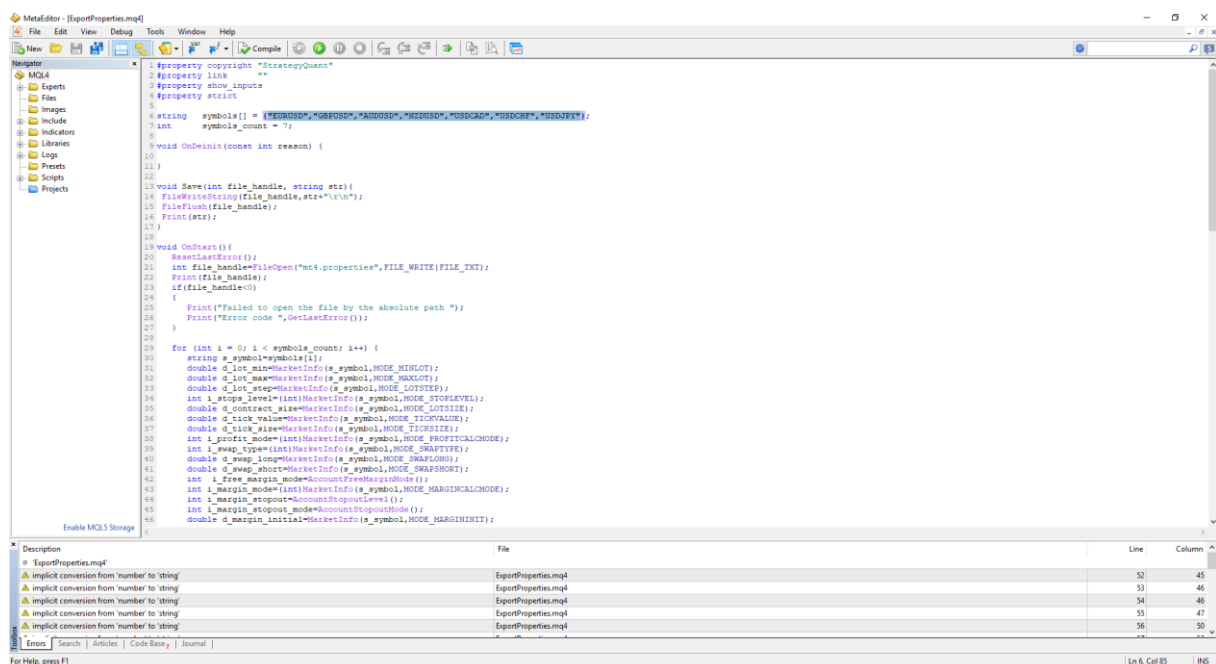 MetaEditor - [ExportProperties.mq4]
File Edit View Debug Tools Window Help
New Compile
Navigator
MQL4
Experts
Files
Images
Include
Indicators
Libraries
Logs
Presets
Scripts
Projects
Enable MQL5 Storage
1 #property copyright "StrategyQuant"
2 #property link ""
3 #property show_inputs
4 #property strict
5
6 string symbols[] = {"EURUSD","GBPUSD","AUDUSD","NZDUSD","USDCAD","USDCHF","USDJPY"};
7 int symbols_count = 7;
8
9 void OnDeinit(const int reason) {
10
11 }
12
13 void Save(int file_handle, string str){
14 FileWriteString(file_handle,str+"\r\n");
15 FileFlush(file_handle);
16 Print(str);
17 }
18
19 void OnStart(){
20 ResetLastError();
21 int file_handle=FileOpen("mt4.properties",FILE_WRITE|FILE_TXT);
22 Print(file_handle);
23 if(file_handle<0)
24 {
25 Print("Failed to open the file by the absolute path ");
26 Print("Error code ",GetLastError());
27 }
28
29 for (int i = 0; i < symbols_count; i++) {
30 string s_symbol=symbols[i];
31 double d_lot_min=MarketInfo(s_symbol,MODE_MINLOT);
32 double d_lot_max=MarketInfo(s_symbol,MODE_MAXLOT);
33 double d_lot_step=MarketInfo(s_symbol,MODE_LOTSTEP);
34 int i_stops_level=(int)MarketInfo(s_symbol,MODE_STOPLEVEL);
35 double d_contract_size=MarketInfo(s_symbol,MODE_LOTSIZE);
36 double d_tick_value=MarketInfo(s_symbol,MODE_TICKVALUE);
37 double d_tick_size=MarketInfo(s_symbol,MODE_TICKSIZE);
38 int i_profit_mode=(int)MarketInfo(s_symbol,MODE_PROFITCALCMODE);
39 int i_swap_type=(int)MarketInfo(s_symbol,MODE_SWAPTYPE);
40 double d_swap_long=MarketInfo(s_symbol,MODE_SWAPLONG);
41 double d_swap_short=MarketInfo(s_symbol,MODE_SWAPSHORT);
42 int i_free_margin_mode=AccountFreeMarginMode();
43 int i_margin_mode=(int)MarketInfo(s_symbol,MODE_MARGINCALCMODE);
44 int i_margin_stopout=AccountStopoutLevel();
45 int i_margin_stopout_mode=AccountStopoutMode();
46 double d_margin_initial=MarketInfo(s_symbol,MODE_MARGININIT);
Description File Line Column
'ExportProperties.mq4'
implicit conversion from 'number' to 'string' ExportProperties.mq4 52 45
implicit conversion from 'number' to 'string' ExportProperties.mq4 53 46
implicit conversion from 'number' to 'string' ExportProperties.mq4 54 46
implicit conversion from 'number' to 'string' ExportProperties.mq4 55 47
implicit conversion from 'number' to 'string' ExportProperties.mq4 56 50
Toolbox
Errors | Search | Articles | Code Base 7 | Journal |
For Help, press F1 Ln 6, Col 85 INS